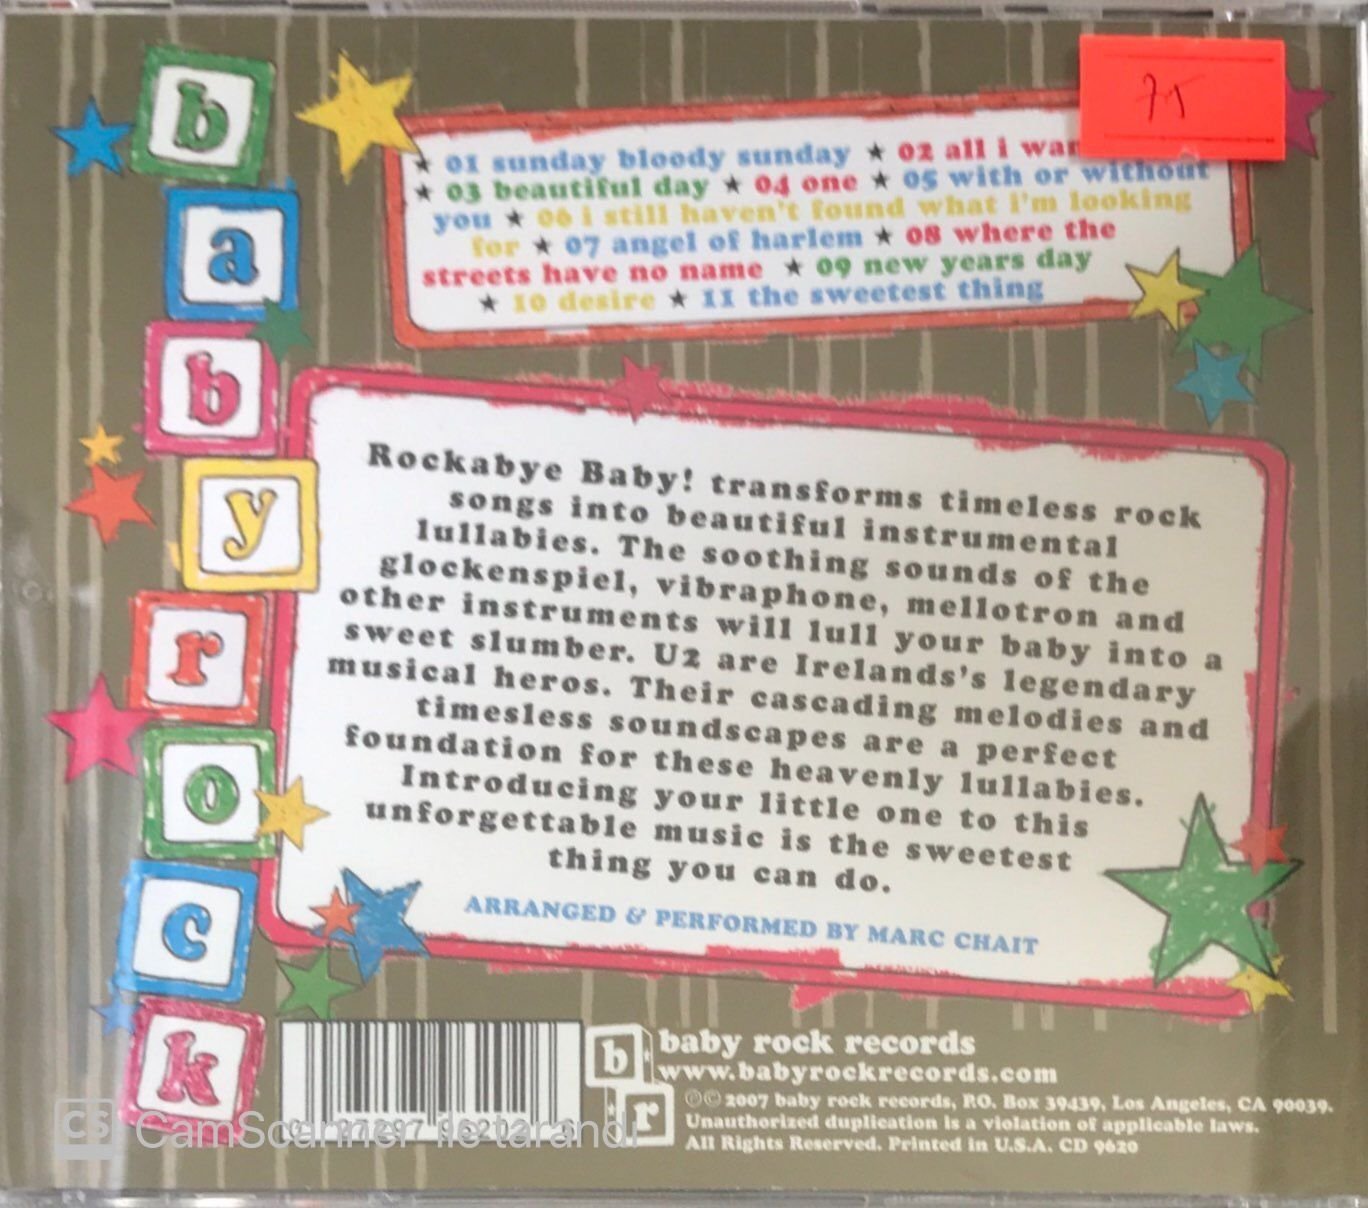 b
a
b
y
r
o
c
k
75
★ 01 sunday bloody sunday ★ 02 all i
★ 03 beautiful day ★ 04 one ★ 05 with or without
you ★ 06 i still haven't found what i'm looking
for ★ 07 angel of harlem ★ 08 where the
streets have no name ★ 09 new years day
★ 10 desire ★ 11 the sweetest thing
Rockabye Baby! transforms timeless rock
songs into beautiful instrumental
lullabies. The soothing sounds of the
glockenspiel, vibraphone, mellotron and
other instruments will lull your baby into a
sweet slumber. U2 are Irelands's legendary
musical heros. Their cascading melodies and
timesless soundscapes are a perfect
foundation for these heavenly lullabies.
Introducing your little one to this
unforgettable music is the sweetest
thing you can do.
ARRANGED & PERFORMED BY MARC CHAIT
b
r
baby rock records
www.babyrockrecords.com
℗© 2007 baby rock records, P.O. Box 39439, Los Angeles, CA 90039.
Unauthorized duplication is a violation of applicable laws.
All Rights Reserved. Printed in U.S.A. CD 9620
CS CamScanner ile tarandı